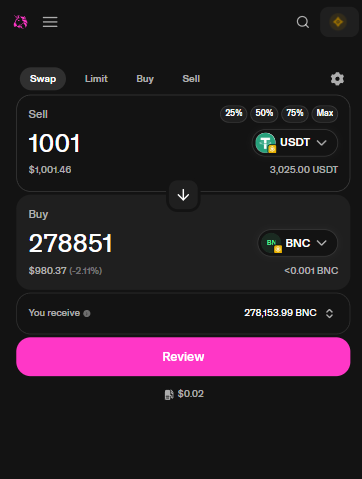 Swap Limit Buy Sell
Sell 25% 50% 75% Max
1001 USDT
$1,001.46 3,025.00 USDT
Buy
278851 BNC
$980.37 (-2.11%) <0.001 BNC
You receive 278,153.99 BNC
Review
$0.02